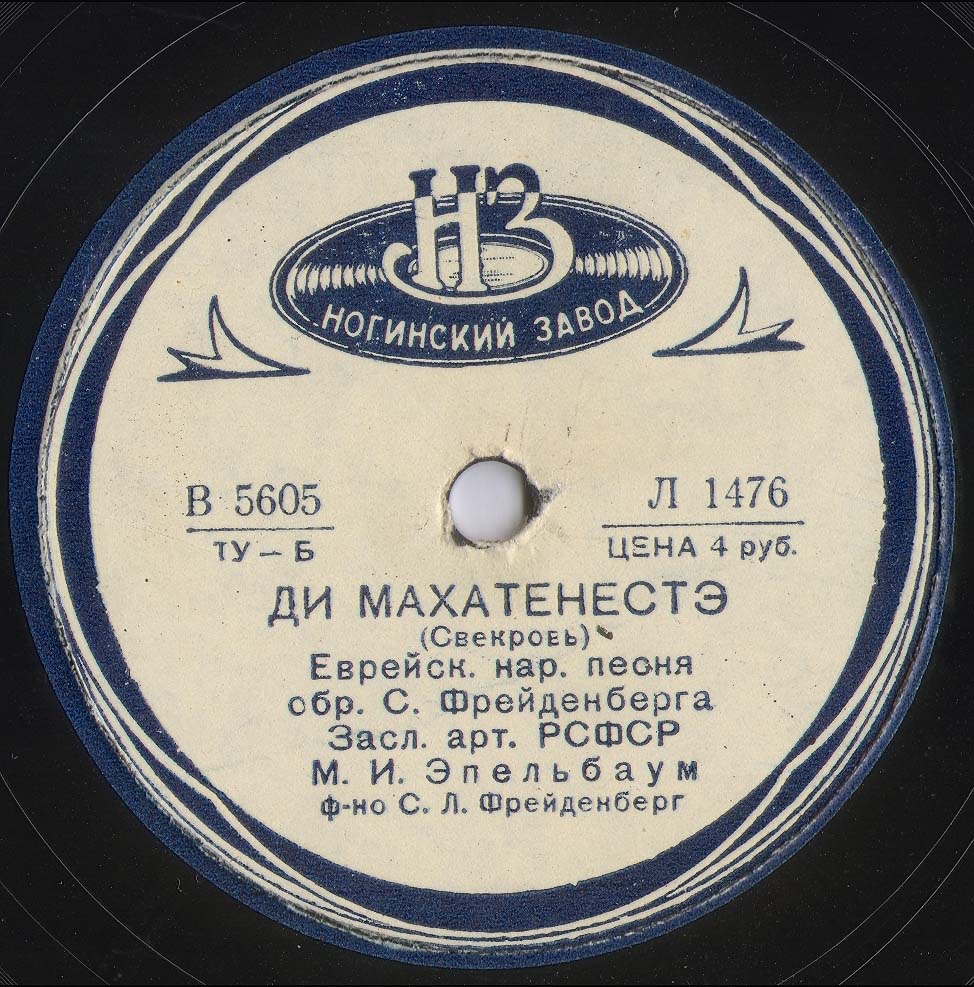 НЗ
НОГИНСКИЙ ЗАВОД
В 5605
ТУ – Б
Л 1476
ЦЕНА 4 руб.
ДИ МАХАТЕНЕСТЭ
(Свекровь)
Еврейск. нар. песня
обр. С. Фрейденберга
Засл. арт. РСФСР
М. И. Эпельбаум
ф-но С. Л. Фрейденберг